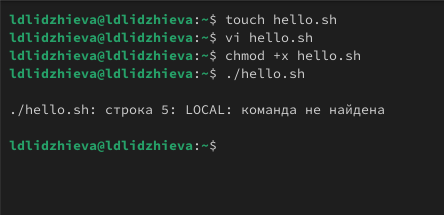 ldlidzhieva@ldlidzhieva:~$ touch hello.sh
ldlidzhieva@ldlidzhieva:~$ vi hello.sh
ldlidzhieva@ldlidzhieva:~$ chmod +x hello.sh
ldlidzhieva@ldlidzhieva:~$ ./hello.sh
./hello.sh: строка 5: LOCAL: команда не найдена
ldlidzhieva@ldlidzhieva:~$